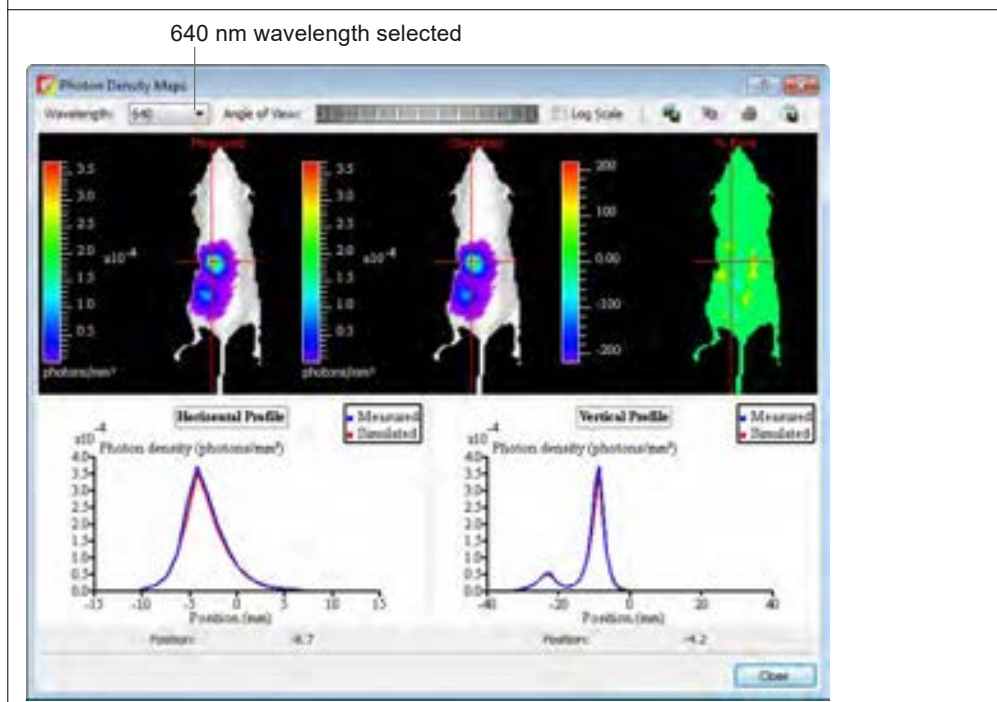 640 nm wavelength selected
Photon Density Maps
Wavelength: 640 Angle of View: Log Scale
Measured
Simulated
% Error
3.5
3.0
2.5
2.0
1.5
1.0
0.5
x10-4
photons/mm²
3.5
3.0
2.5
2.0
1.5
1.0
0.5
x10-4
photons/mm²
200
100
0.00
-100
-200
Horizontal Profile
Measured
Simulated
x10-4
Photon density (photons/mm²)
4.0
3.5
3.0
2.5
2.0
1.5
1.0
0.5
0.0
-15 -10 -5 0 5 10 15
Position (mm)
Position: -8.7
Vertical Profile
Measured
Simulated
x10-4
Photon density (photons/mm²)
4.0
3.5
3.0
2.5
2.0
1.5
1.0
0.5
0.0
-40 -20 0 20 40
Position (mm)
Position: -4.2
Close